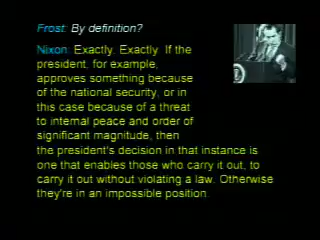 Frost: By definition?
Nixon: Exactly. Exactly. If the
president, for example,
approves something because
of the national security, or in
this case because of a threat
to internal peace and order of
significant magnitude, then
the president's decision in that instance is
one that enables those who carry it out, to
carry it out without violating a law. Otherwise
they're in an impossible position.